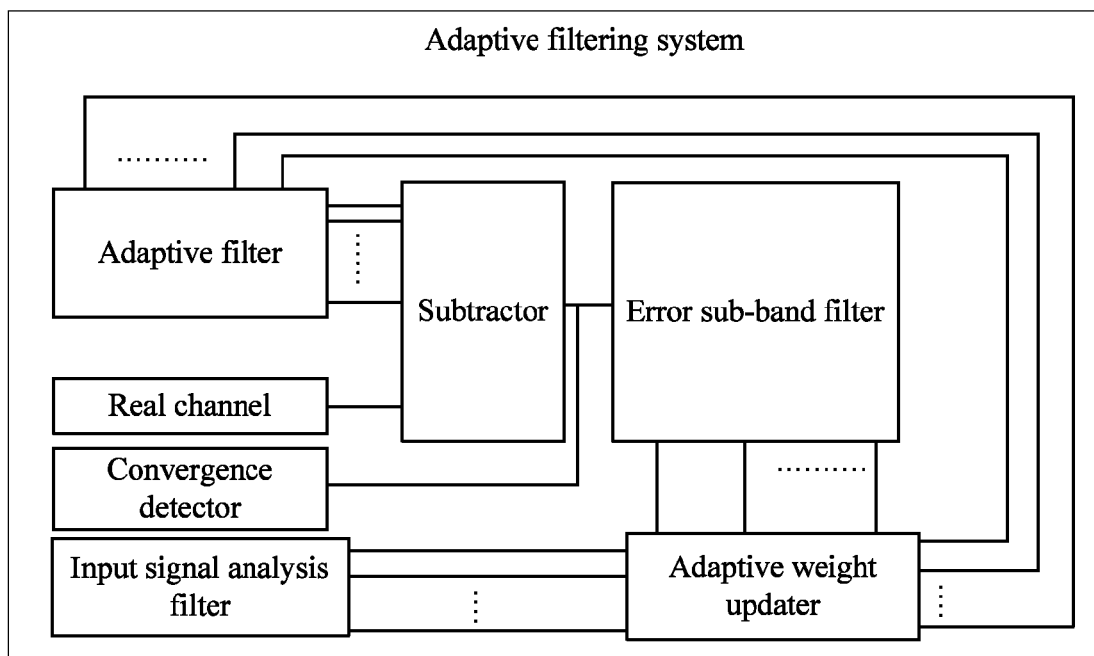 Adaptive filtering system
Adaptive filter
Subtractor
Error sub-band filter
Real channel
Convergence
detector
Input signal analysis
filter
Adaptive weight
updater